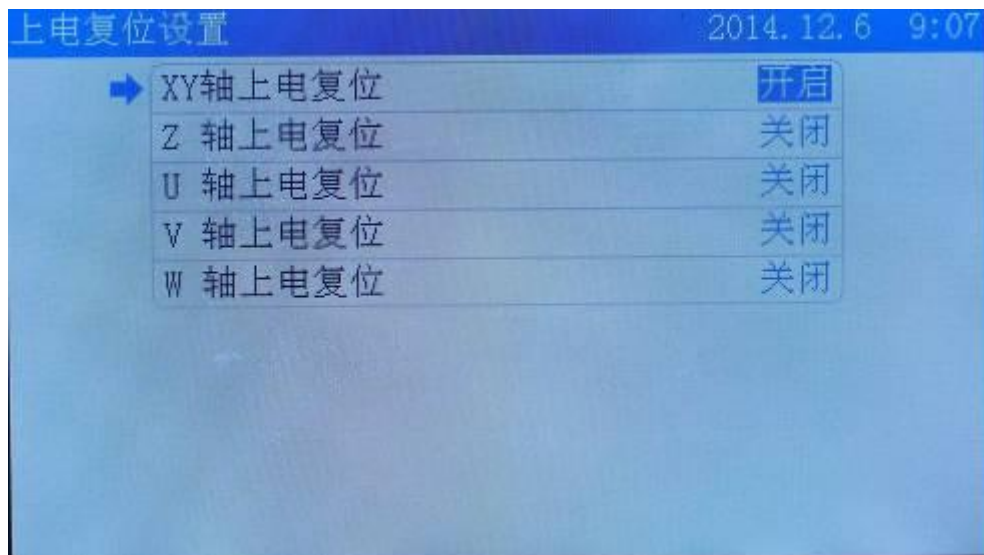 上电复位设置 2014.12.6 9:07
XY轴上电复位 开启
Z 轴上电复位 关闭
U 轴上电复位 关闭
V 轴上电复位 关闭
W 轴上电复位 关闭